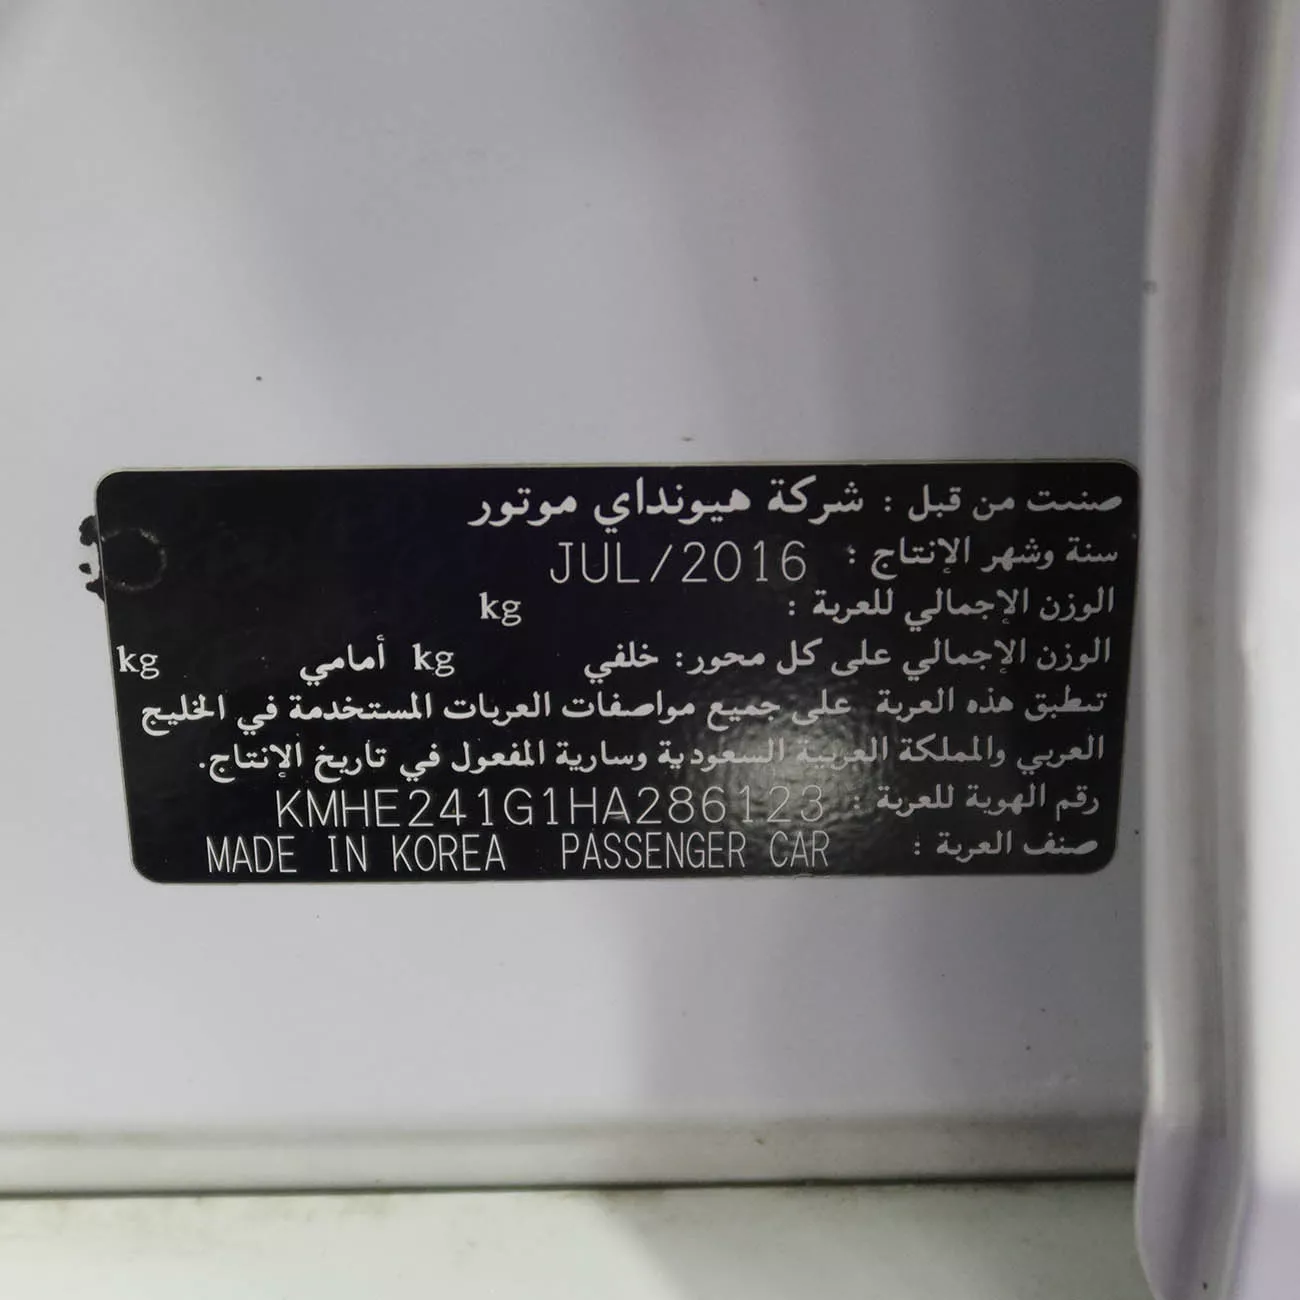 صنعت من قبل : شركة هيونداي موتور
سنة وشهر الإنتاج : JUL/2016
الوزن الإجمالي للعربة : kg
الوزن الإجمالي على كل محور: خلفي kg أمامي kg
تنطبق هذه العربة على جميع مواصفات العربات المستخدمة في الخليج
العربي والمملكة العربية السعودية وسارية المفعول في تاريخ الإنتاج.
رقم الهوية للعربة : KMHE241G1HA286123
صنف العربة : MADE IN KOREA PASSENGER CAR